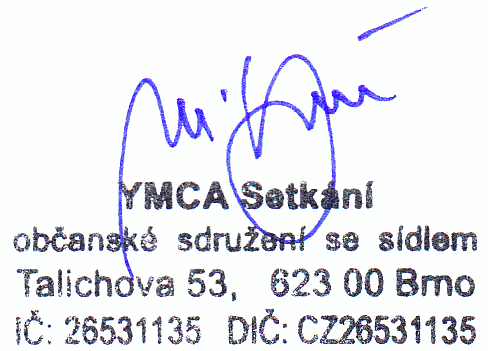 YMCA Setkání
občanské sdružení se sídlem
Talichova 53, 623 00 Brno
IČ: 26531135 DIČ: CZ26531135